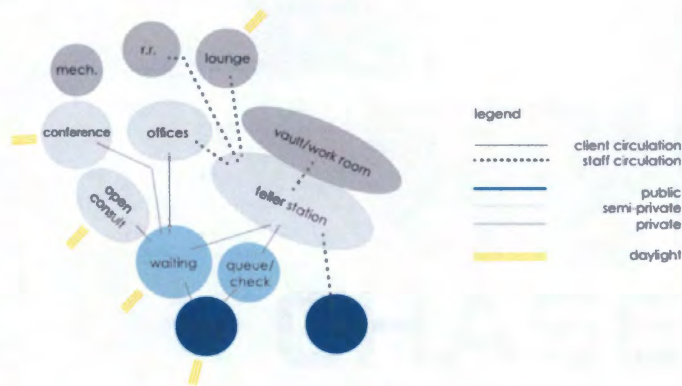 r.r.
lounge
mech.
conference
offices
vault/work room
teller station
open
consult
waiting
queue/
check
legend
client circulation
staff circulation
public
semi-private
private
daylight